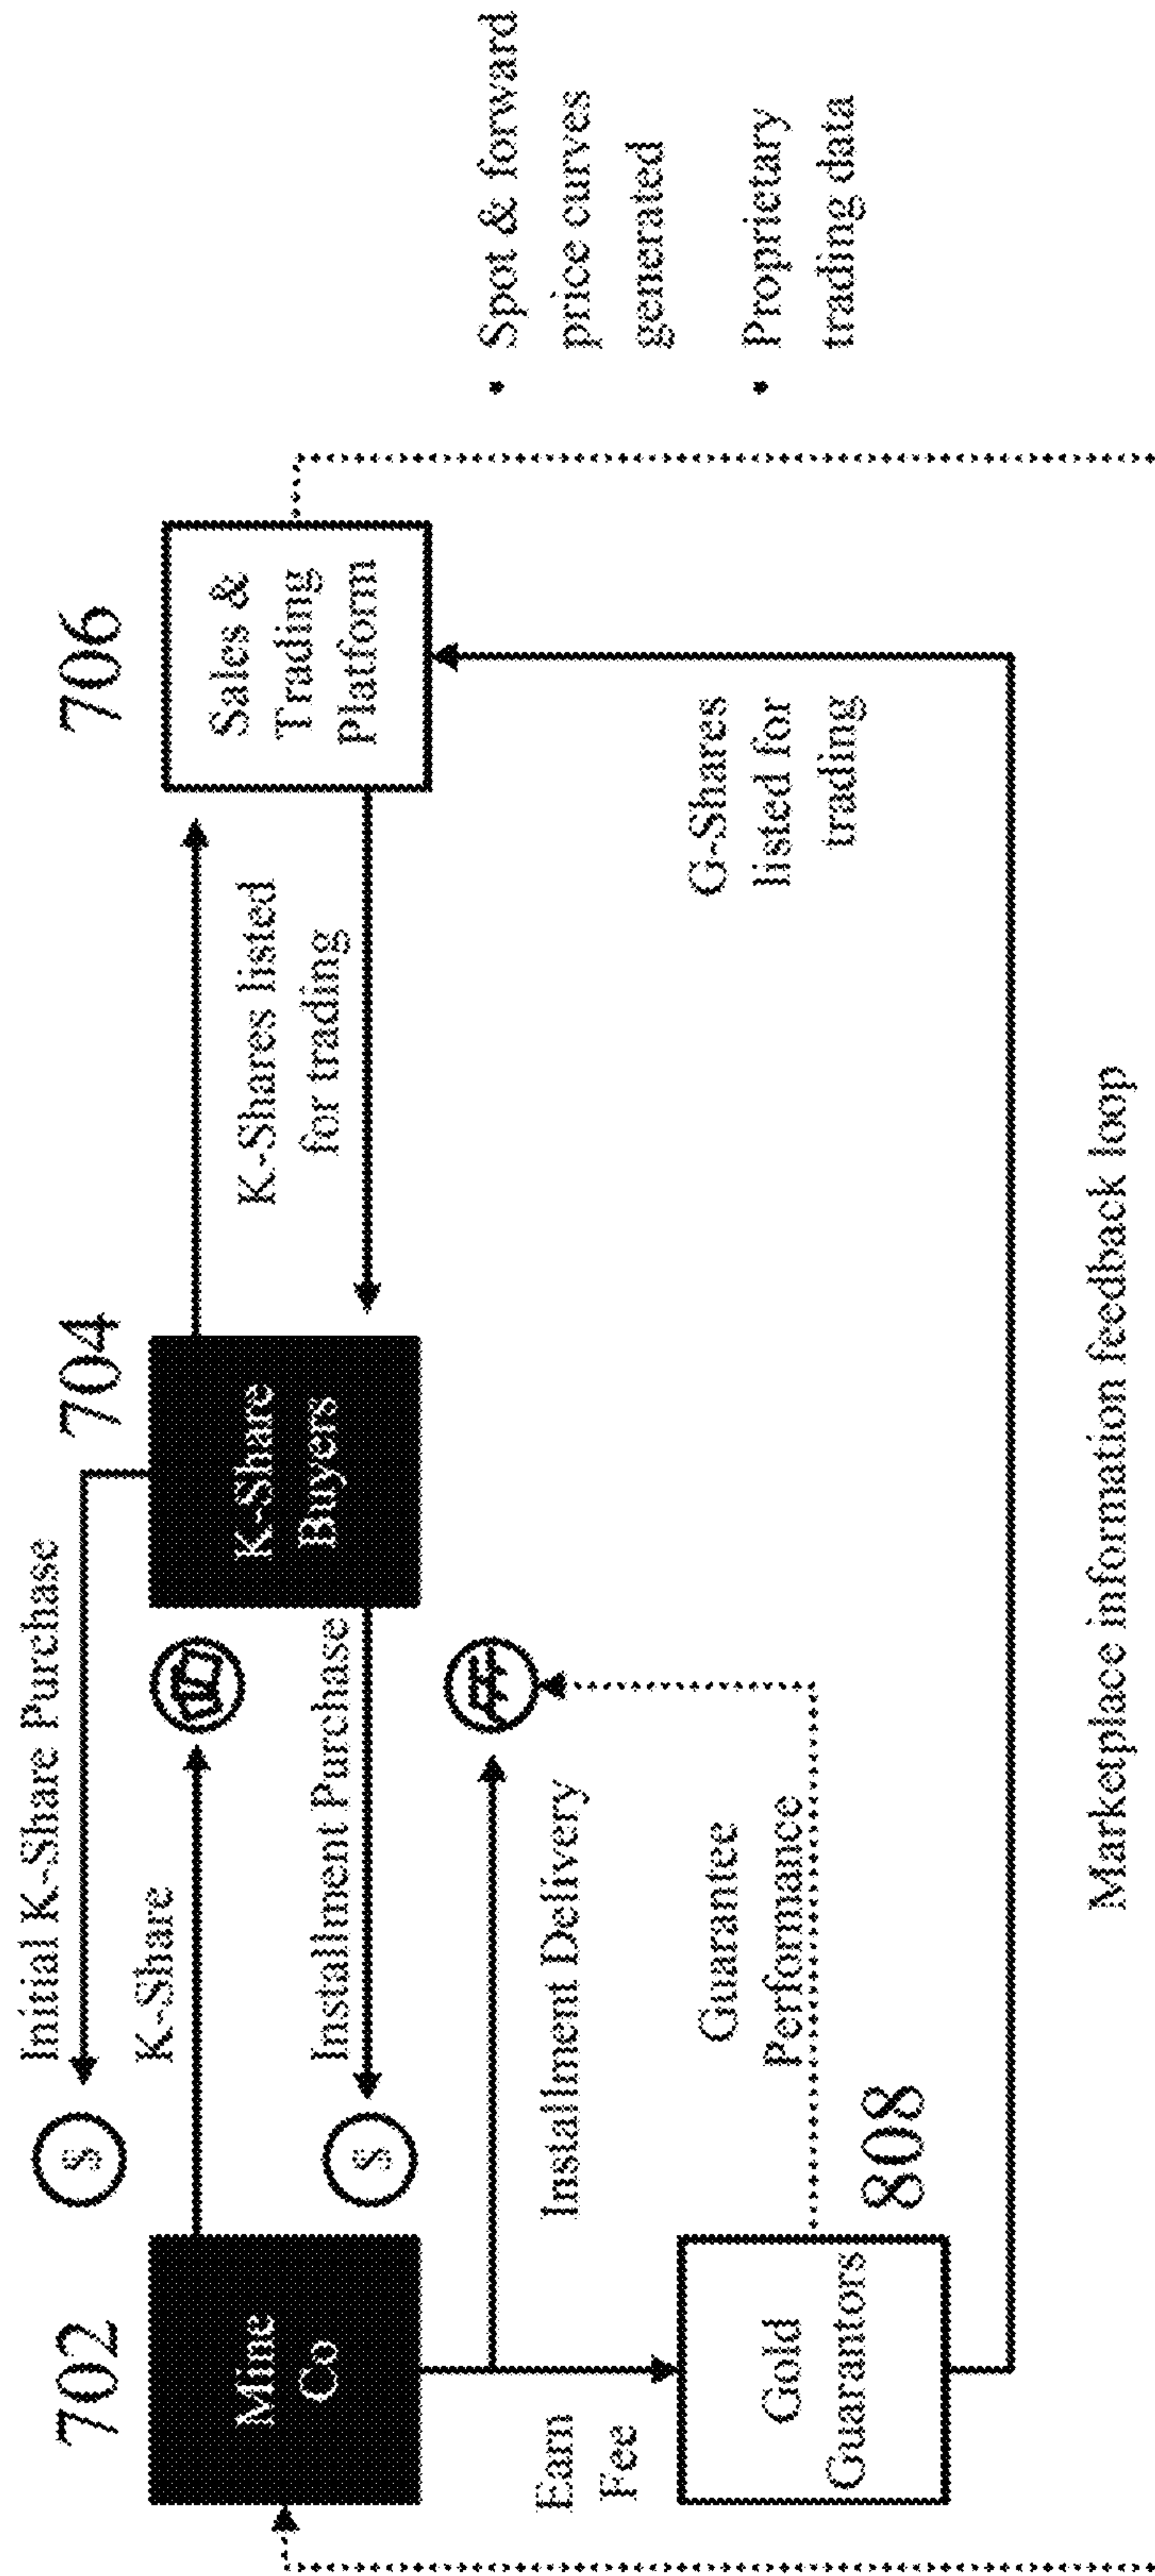 Initial K-Share Purchase
$
K-Share
702
704
706
Mine
Co
K-Share
Buyers
Sales &
Trading
Platform
K-Shares listed
for trading
Installment Purchase
$
Installment Delivery
Earn
Fee
Guarantee
Performance
808
Gold
Guarantors
G-Shares
listed for
trading
• Spot & forward
price curves
generated
• Proprietary
trading data
Marketplace information feedback loop